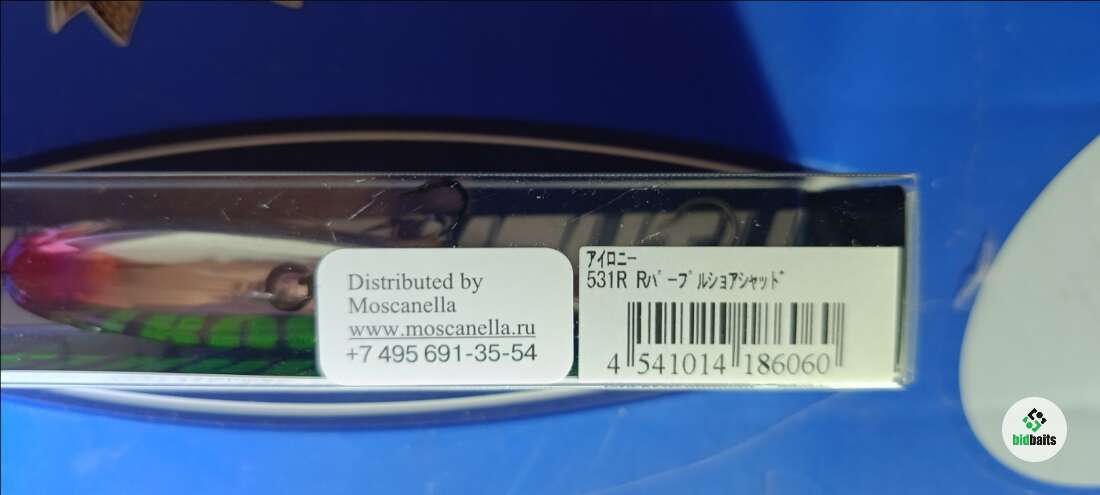 Distributed by
Moscanella
www.moscanella.ru
+7 495 691-35-54
アイロニー
531R Rパープルショアシャッド
4 541014 186060
bidbaits